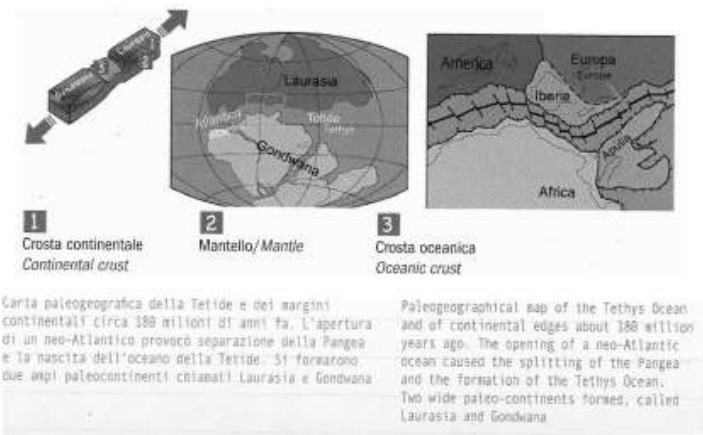 Laurasia
Atlantico
Tetide
Tethys
Gondwana
America
Europa
Europe
Iberia
Apulia
Africa
1
Crosta continentale
Continental crust
2
Mantello/Mantle
3
Crosta oceanica
Oceanic crust
Carta paleogeografica della Tetide e dei margini
continentali circa 180 milioni di anni fa. L'apertura
di un neo-Atlantico provocò separazione della Pangea
e la nascita dell'oceano della Tetide. Si formarono
due ampi paleocontinenti chiamati Laurasia e Gondwana
Paleogeographical map of the Tethys Ocean
and of continental edges about 180 million
years ago. The opening of a neo-Atlantic
ocean caused the splitting of the Pangea
and the formation of the Tethys Ocean.
Two wide paleo-continents formed, called
Laurasia and Gondwana